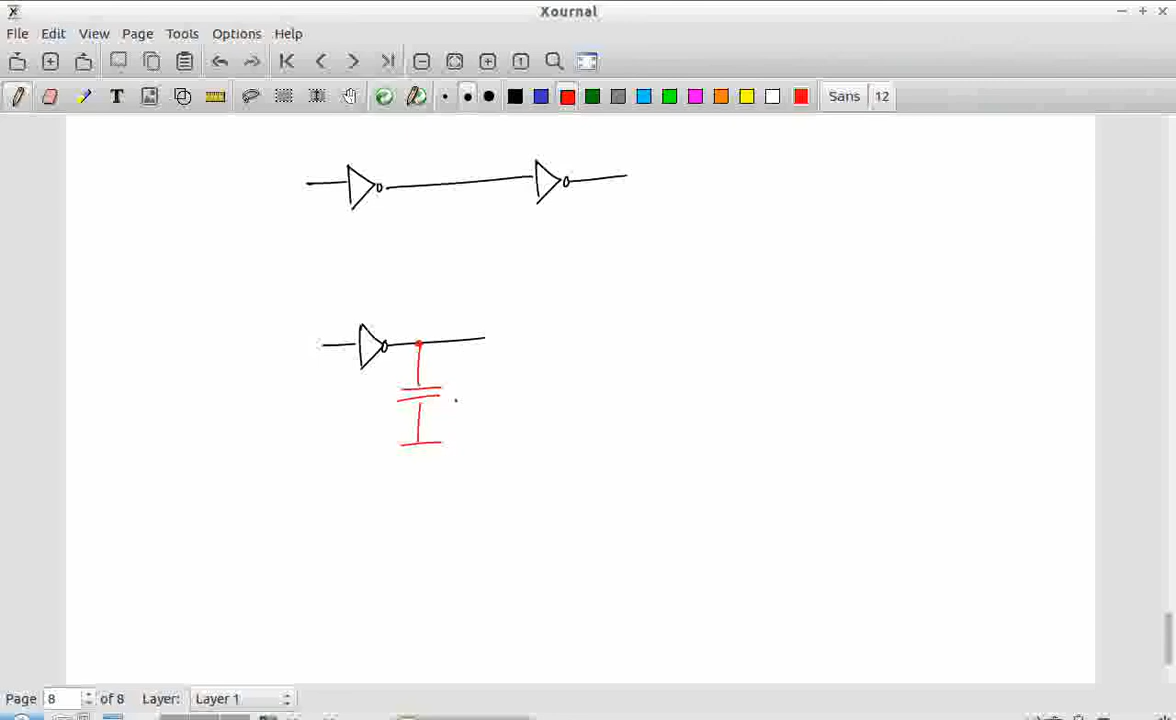 Xournal
File Edit View Page Tools Options Help
T Sans 12
Page 8 of 8 Layer: Layer 1